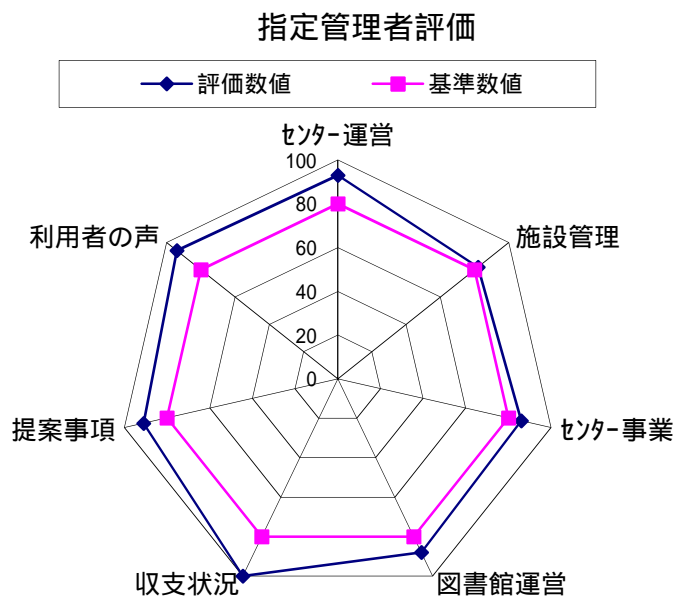 指定管理者評価
評価数値 基準数値
ｾﾝﾀｰ運営
100
80
60
40
20
0
利用者の声
施設管理
提案事項
ｾﾝﾀｰ事業
収支状況
図書館運営